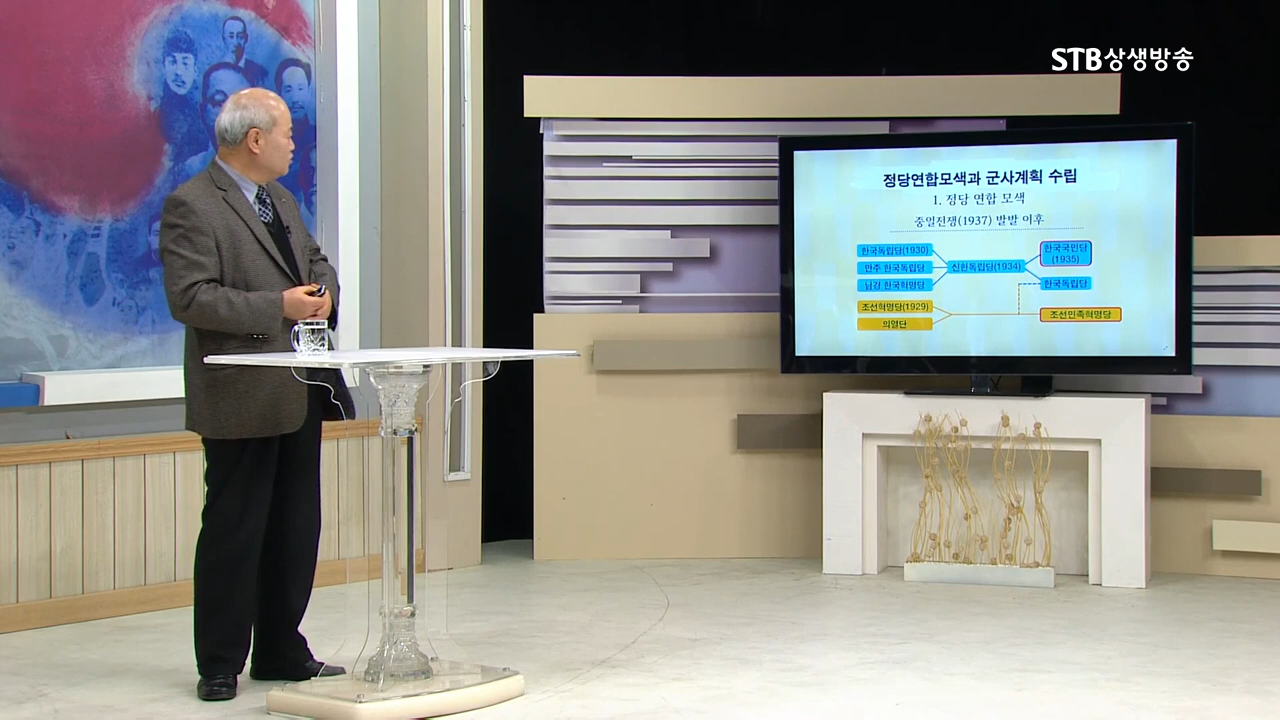 STB상생방송
정당연합모색과 군사계획 수립
1. 정당 연합 모색
중일전쟁(1937) 발발 이후
한국독립당(1930)
만주 한국독립당
남경 한국혁명당
신한독립당(1934)
한국국민당
(1935)
한국독립당
조선혁명당(1929)
의열단
조선민족혁명당